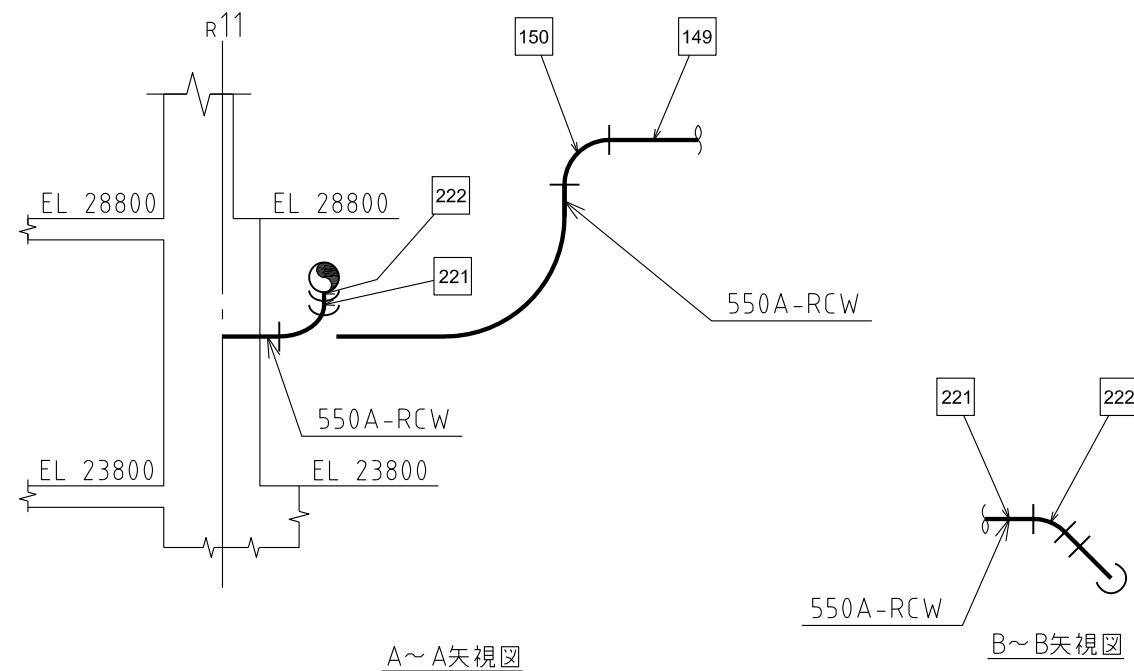 R11
150
149
EL 28800
EL 28800
222
221
550A-RCW
550A-RCW
EL 23800
EL 23800
221
222
550A-RCW
A～A矢視図
B～B矢視図